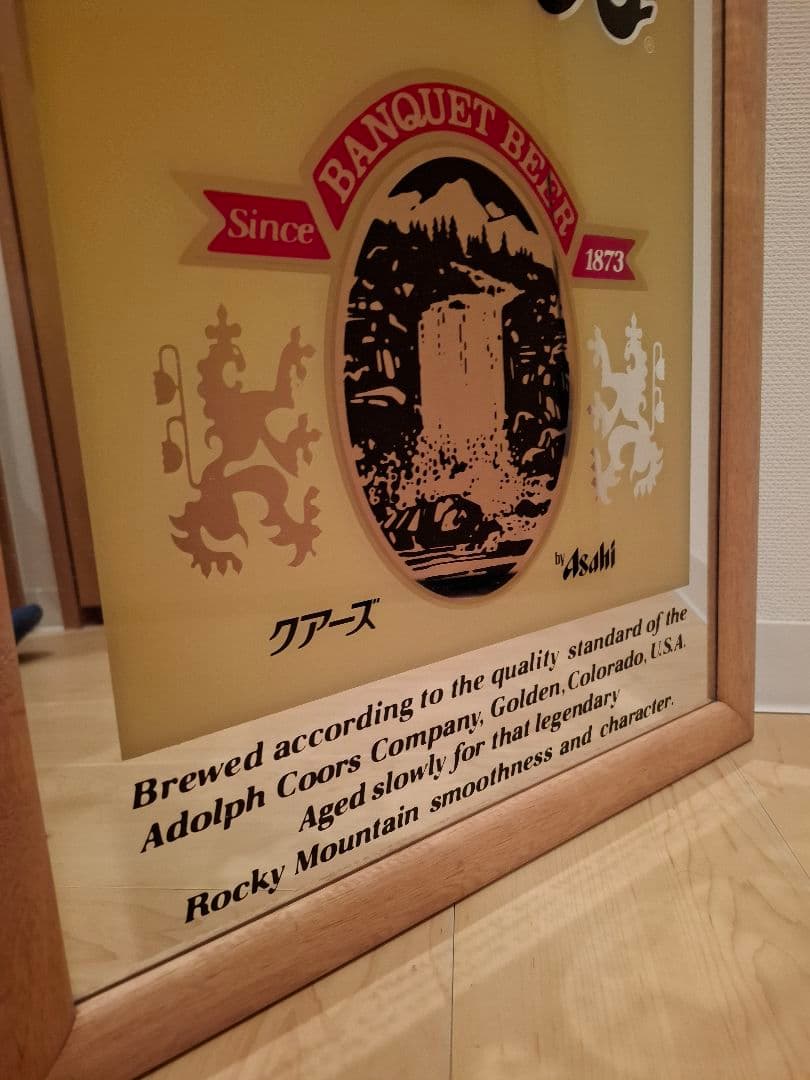 BANQUET BEER
Since
1873
by Asahi
クアーズ
Brewed according to the quality standard of the
Adolph Coors Company, Golden, Colorado, U.S.A.
Aged slowly for that legendary
Rocky Mountain smoothness and character.